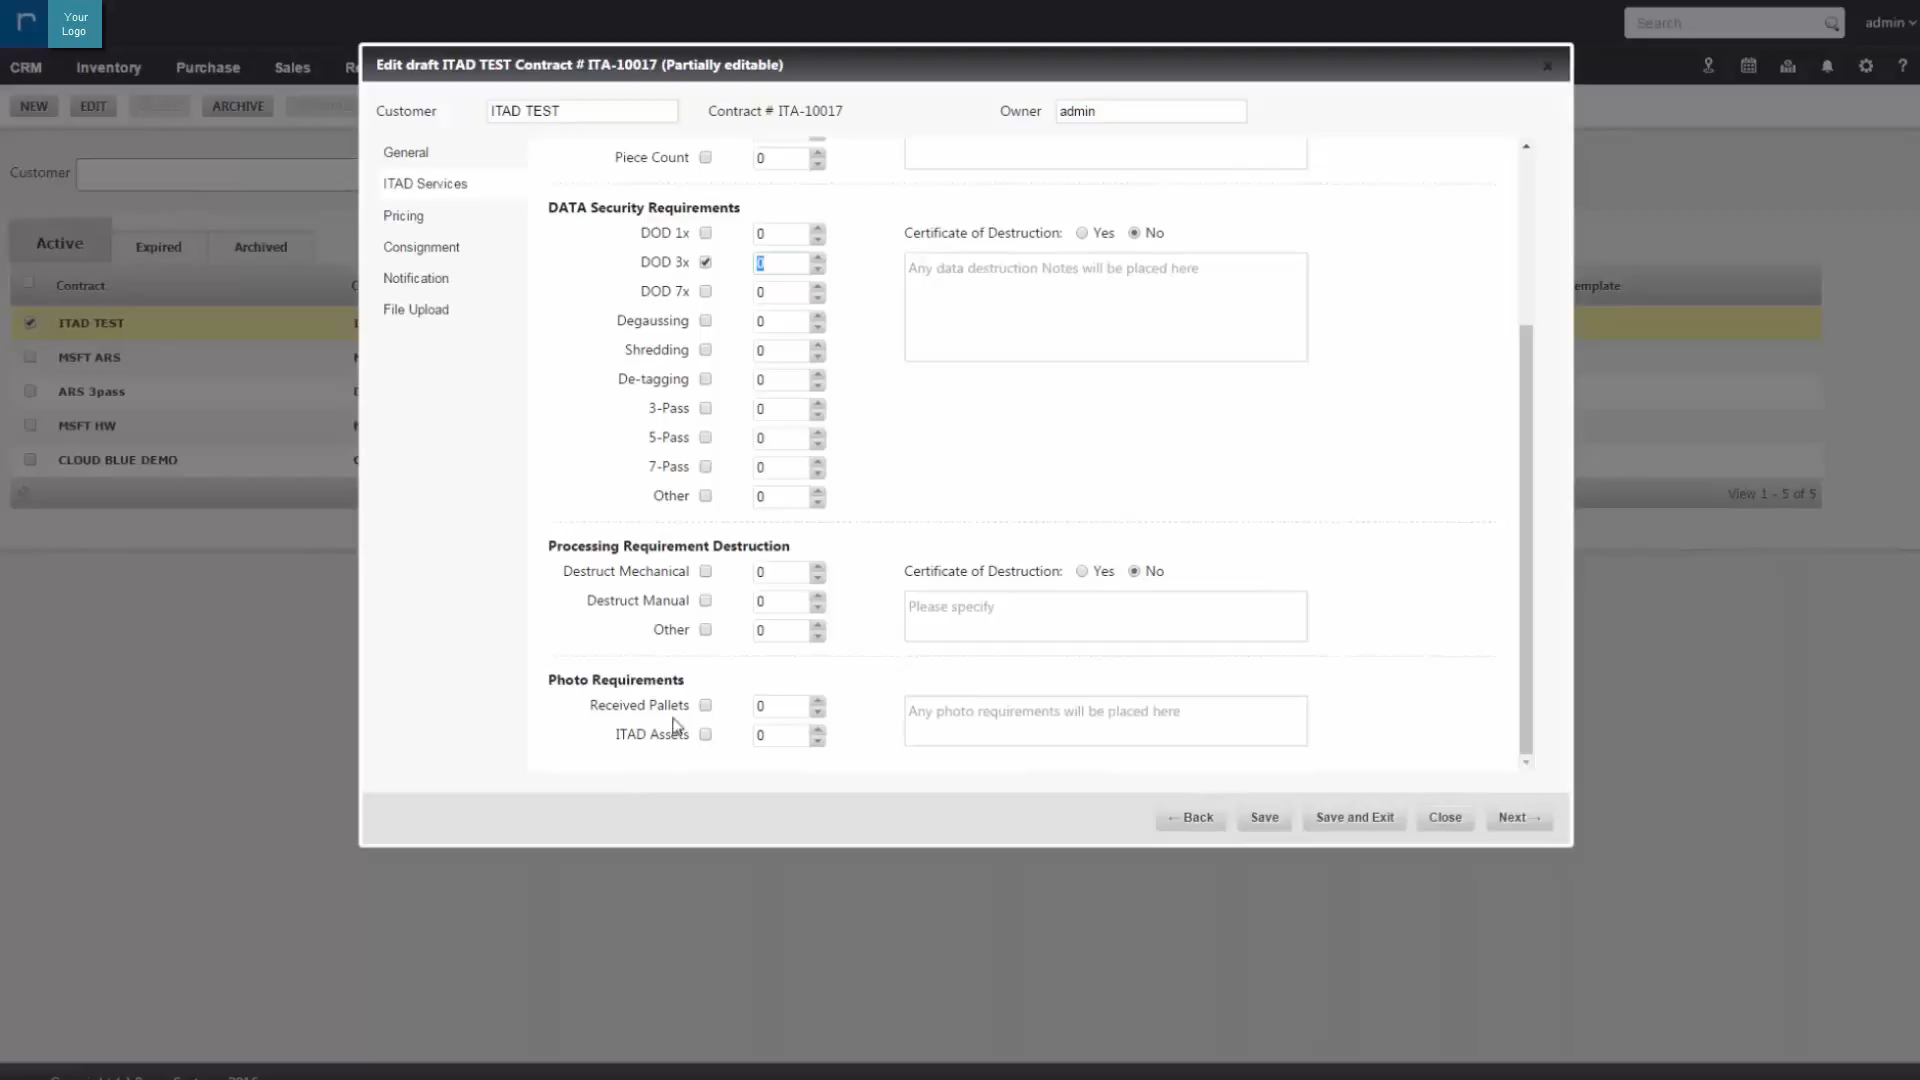 Your
Logo
Search
admin
CRM
Inventory
Purchase
Sales
NEW
EDIT
ARCHIVE
Customer
Active
Expired
Archived
Contract
emplate
ITAD TEST
MSFT ARS
ARS 3pass
MSFT HW
CLOUD BLUE DEMO
View 1 - 5 of 5
Edit draft ITAD TEST Contract # ITA-10017 (Partially editable)
Customer
ITAD TEST
Contract # ITA-10017
Owner
admin
General
ITAD Services
Pricing
Consignment
Notification
File Upload
Piece Count
0
DATA Security Requirements
DOD 1x
0
Certificate of Destruction:
Yes
No
DOD 3x
0
Any data destruction Notes will be placed here
DOD 7x
0
Degaussing
0
Shredding
0
De-tagging
0
3-Pass
0
5-Pass
0
7-Pass
0
Other
0
Processing Requirement Destruction
Destruct Mechanical
0
Certificate of Destruction:
Yes
No
Destruct Manual
0
Please specify
Other
0
Photo Requirements
Received Pallets
0
Any photo requirements will be placed here
ITAD Assets
0
← Back
Save
Save and Exit
Close
Next →